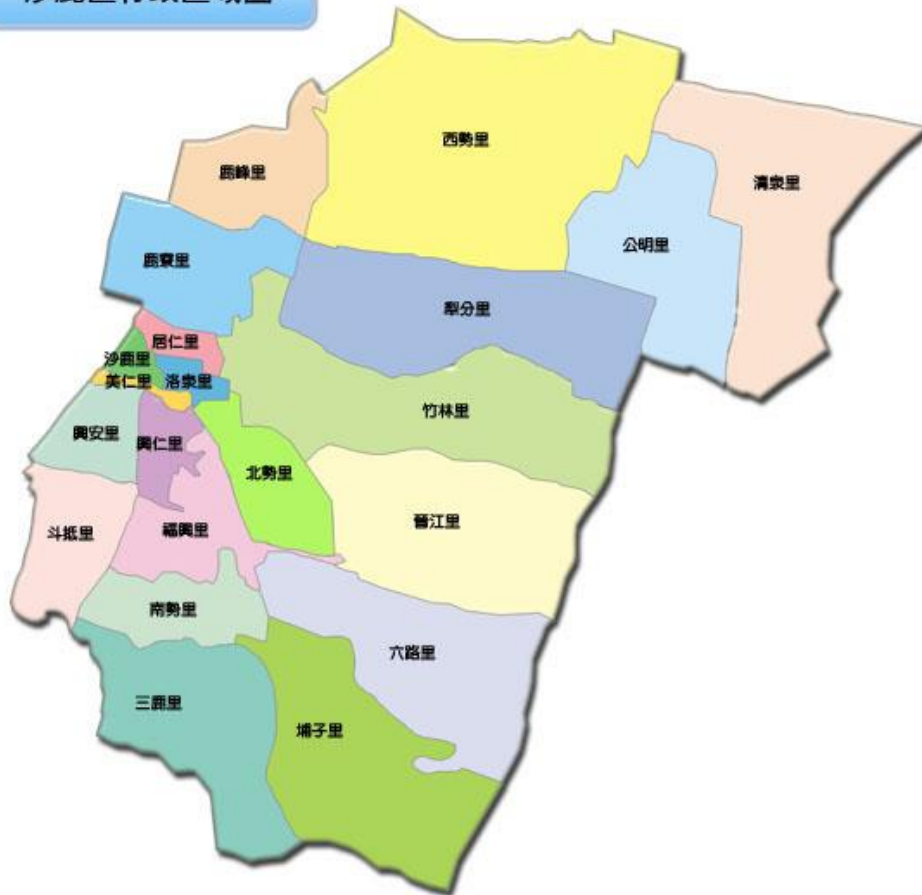 西勢里
鹿峰里
清泉里
公明里
鹿寮里
犁分里
居仁里
沙鹿里
美仁里
洛泉里
竹林里
興安里
興仁里
北勢里
晉江里
斗抵里
福興里
南勢里
六路里
三鹿里
埔子里